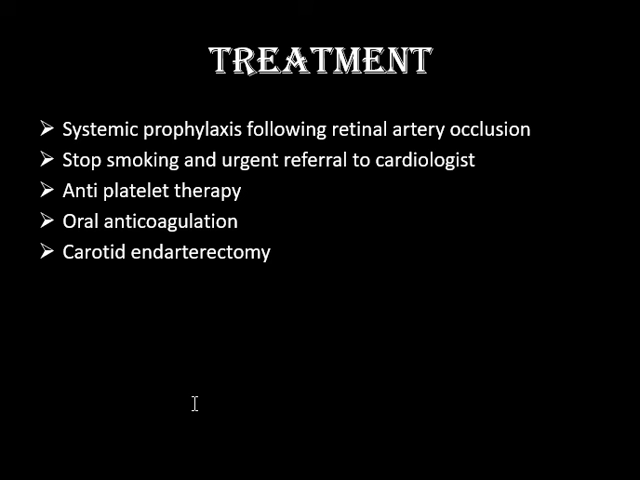 TREATMENT
➢ Systemic prophylaxis following retinal artery occlusion
➢ Stop smoking and urgent referral to cardiologist
➢ Anti platelet therapy
➢ Oral anticoagulation
➢ Carotid endarterectomy